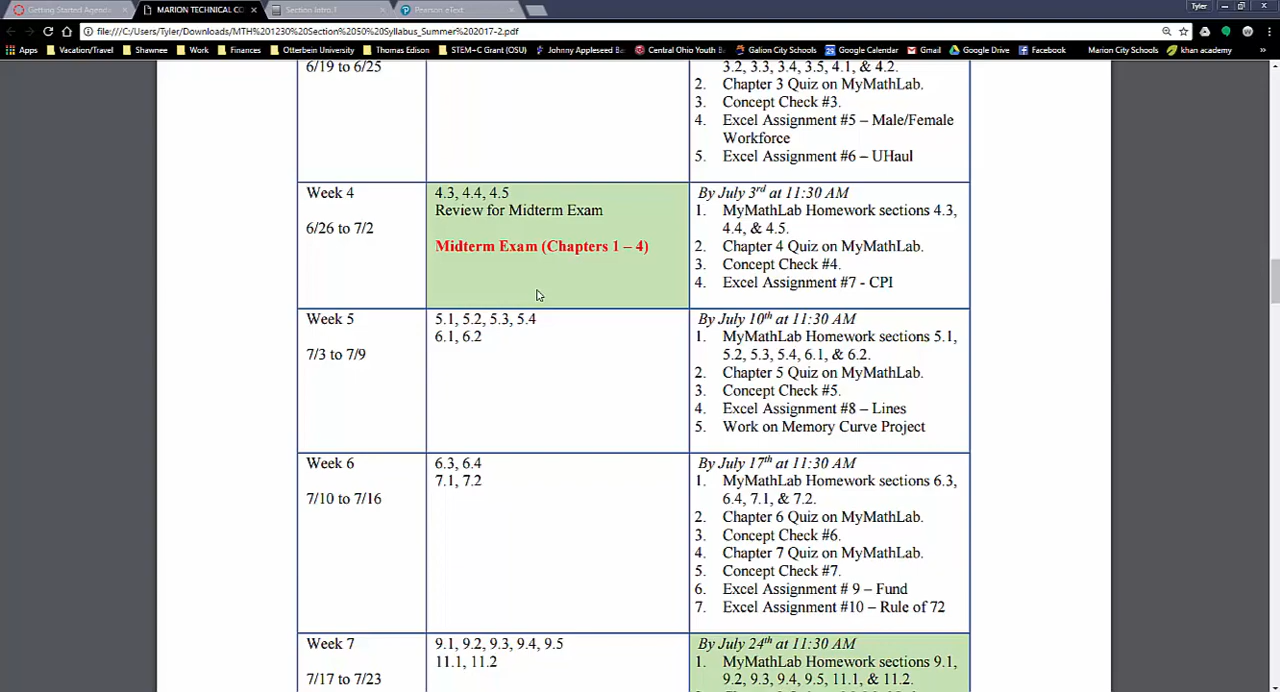 Getting Started Agenda
MARION TECHNICAL CO
Section Intro.1
Pearson eText
Tyler
file:///C:/Users/Tyler/Downloads/MTH%201230%20Section%2050%20Syllabus_Summer%202017-2.pdf
Apps Vacation/Travel Shawnee Work Finances Otterbein University Thomas Edison STEM-C Grant (OSU) Johnny Appleseed Ba Central Ohio Youth B Galion City Schools Google Calendar Gmail Google Drive Facebook Marion City Schools khan academy »
6/19 to 6/25
3.2, 3.3, 3.4, 3.5, 4.1, & 4.2.
2. Chapter 3 Quiz on MyMathLab.
3. Concept Check #3.
4. Excel Assignment #5 – Male/Female
Workforce
5. Excel Assignment #6 – UHaul
Week 4
6/26 to 7/2
4.3, 4.4, 4.5
Review for Midterm Exam
Midterm Exam (Chapters 1 – 4)
By July 3rd at 11:30 AM
1. MyMathLab Homework sections 4.3,
4.4, & 4.5.
2. Chapter 4 Quiz on MyMathLab.
3. Concept Check #4.
4. Excel Assignment #7 - CPI
Week 5
7/3 to 7/9
5.1, 5.2, 5.3, 5.4
6.1, 6.2
By July 10th at 11:30 AM
1. MyMathLab Homework sections 5.1,
5.2, 5.3, 5.4, 6.1, & 6.2.
2. Chapter 5 Quiz on MyMathLab.
3. Concept Check #5.
4. Excel Assignment #8 – Lines
5. Work on Memory Curve Project
Week 6
7/10 to 7/16
6.3, 6.4
7.1, 7.2
By July 17th at 11:30 AM
1. MyMathLab Homework sections 6.3,
6.4, 7.1, & 7.2.
2. Chapter 6 Quiz on MyMathLab.
3. Concept Check #6.
4. Chapter 7 Quiz on MyMathLab.
5. Concept Check #7.
6. Excel Assignment # 9 – Fund
7. Excel Assignment #10 – Rule of 72
Week 7
7/17 to 7/23
9.1, 9.2, 9.3, 9.4, 9.5
11.1, 11.2
By July 24th at 11:30 AM
1. MyMathLab Homework sections 9.1,
9.2, 9.3, 9.4, 9.5, 11.1, & 11.2.